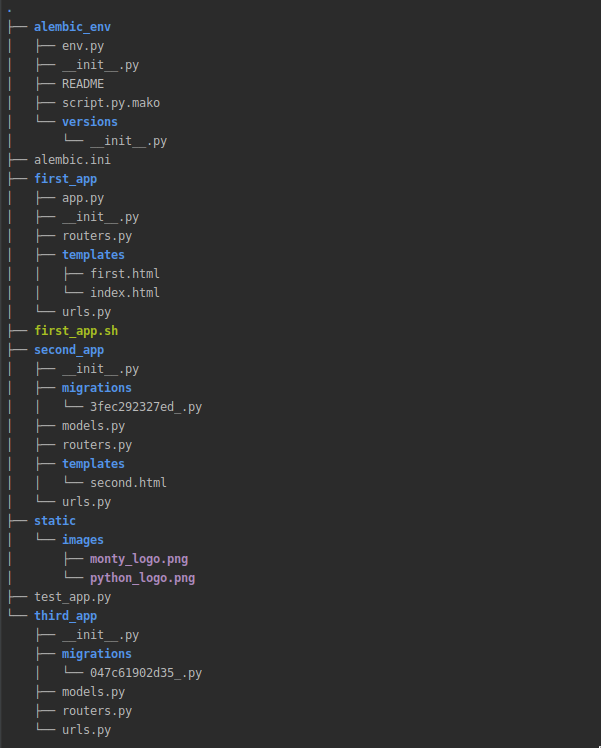 .
├── alembic_env
│   ├── env.py
│   ├── __init__.py
│   ├── README
│   ├── script.py.mako
│   └── versions
│       └── __init__.py
├── alembic.ini
├── first_app
│   ├── app.py
│   ├── __init__.py
│   ├── routers.py
│   ├── templates
│   │   ├── first.html
│   │   └── index.html
│   └── urls.py
├── first_app.sh
├── second_app
│   ├── __init__.py
│   ├── migrations
│   │   └── 3fec292327ed_.py
│   ├── models.py
│   ├── routers.py
│   ├── templates
│   │   └── second.html
│   └── urls.py
├── static
│   └── images
│       ├── monty_logo.png
│       └── python_logo.png
├── test_app.py
└── third_app
    ├── __init__.py
    ├── migrations
    │   └── 047c61902d35_.py
    ├── models.py
    ├── routers.py
    └── urls.py